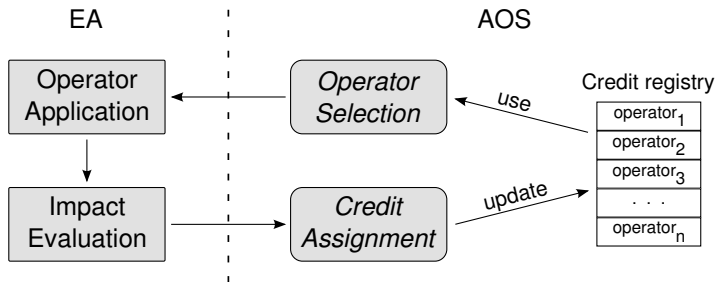 EA
AOS
Operator
Application
Operator
Selection
use
Credit registry
operator1
operator2
operator3
. . .
operatorn
Impact
Evaluation
Credit
Assignment
update